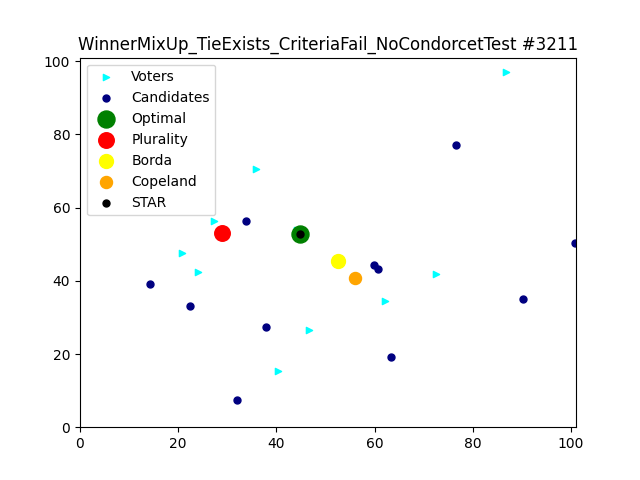 WinnerMixUp_TieExists_CriteriaFail_NoCondorcetTest #3211
100
80
60
40
20
0
Voters
Candidates
Optimal
Plurality
Borda
Copeland
STAR
0 20 40 60 80 100